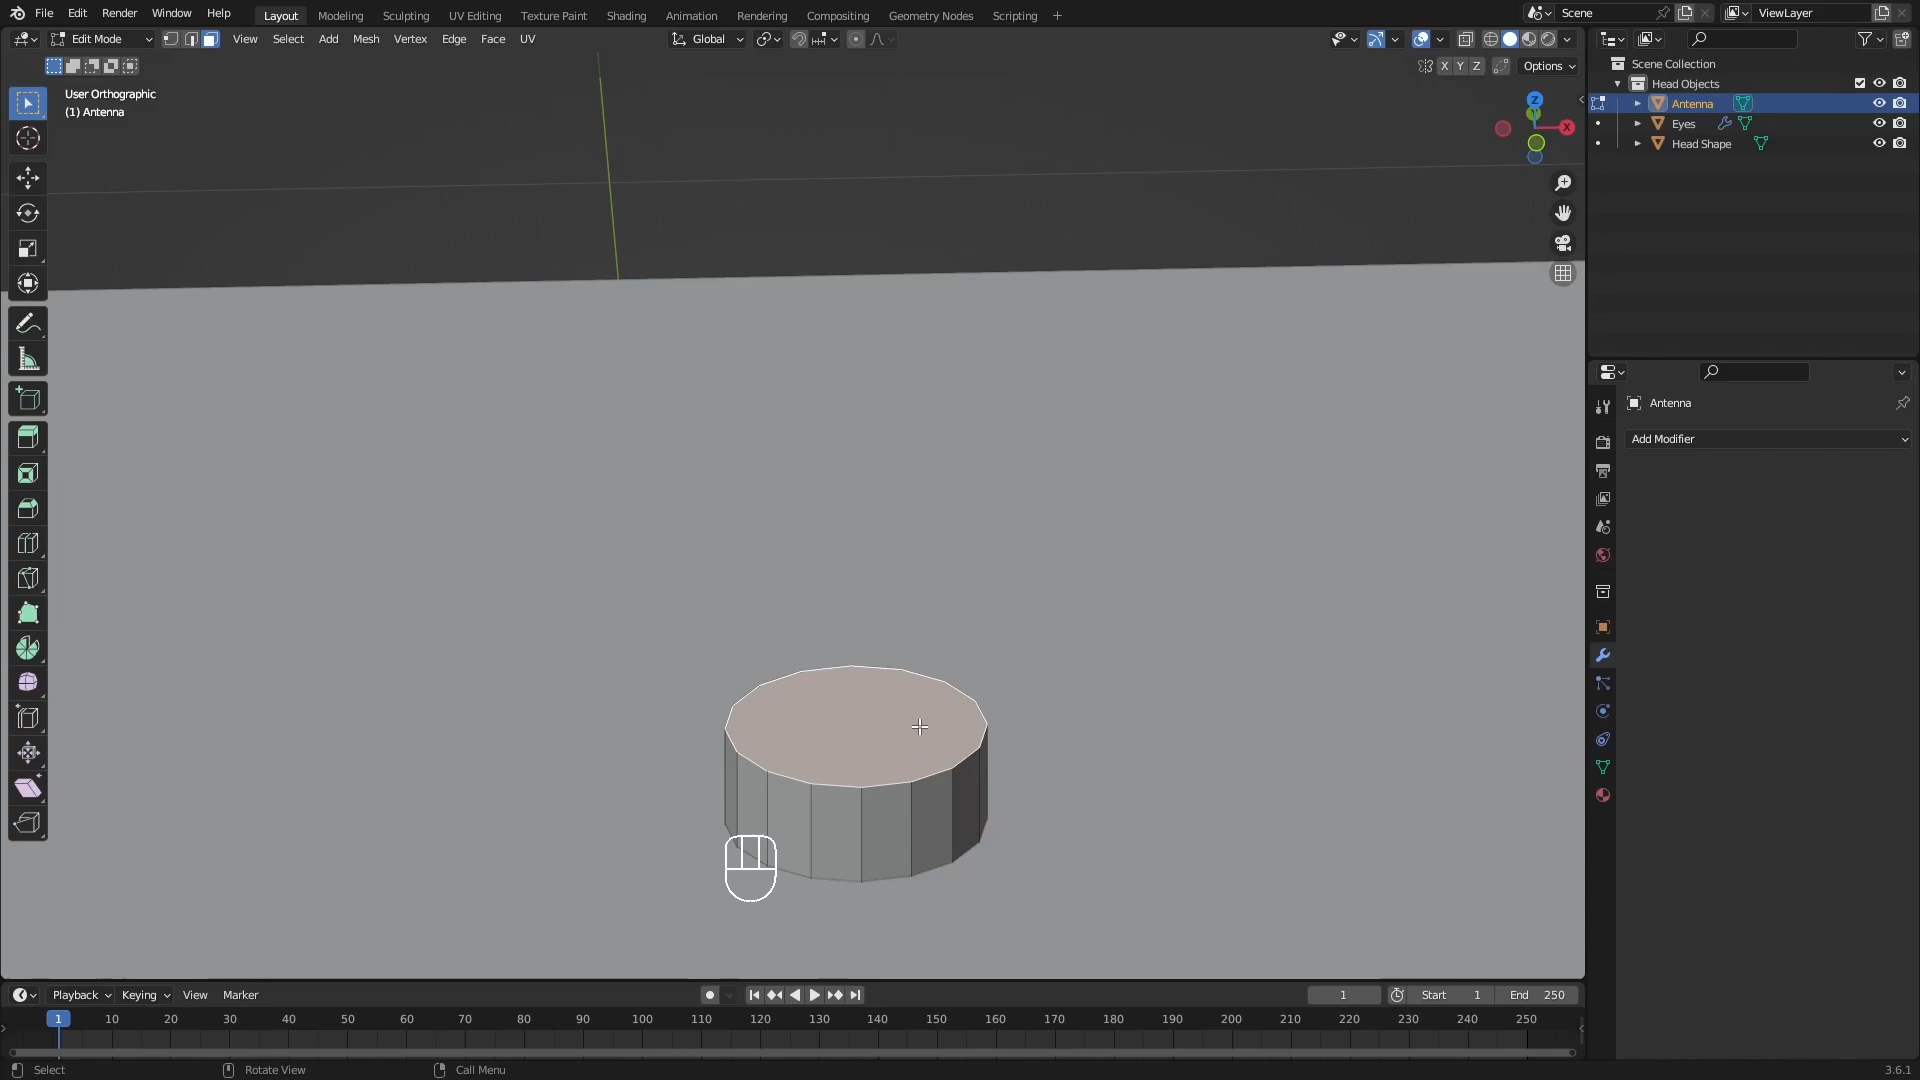 File Edit Render Window Help Layout Modeling Sculpting UV Editing Texture Paint Shading Animation Rendering Compositing Geometry Nodes Scripting + Scene ViewLayer
Edit Mode View Select Add Mesh Vertex Edge Face UV Global
X Y Z Options
User Orthographic
(1) Antenna
Z
X
Scene Collection
Head Objects
Antenna
Eyes
Head Shape
Antenna
Add Modifier
Playback Keying View Marker 1 Start 1 End 250
1 10 20 30 40 50 60 70 80 90 100 110 120 130 140 150 160 170 180 190 200 210 220 230 240 250
Select Rotate View Call Menu 3.6.1